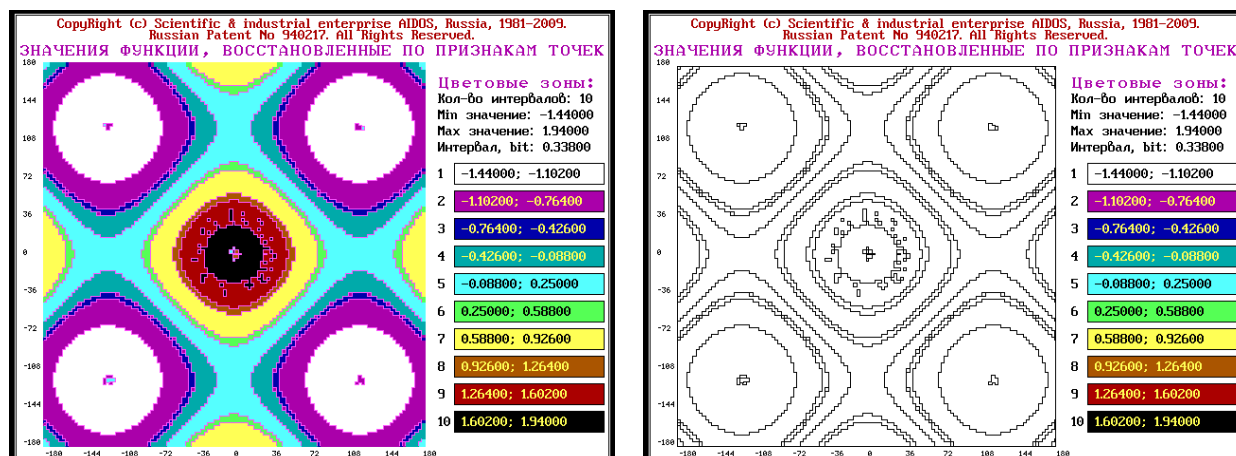 CopyRight (c) Scientific & industrial enterprise AIDOS, Russia, 1981-2009.
Russian Patent No 940217. All Rights Reserved.
ЗНАЧЕНИЯ ФУНКЦИИ, ВОССТАНОВЛЕННЫЕ ПО ПРИЗНАКАМ ТОЧЕК
180
144
108
72
36
0
-36
-72
-108
-144
-180
-180 -144 -108 -72 -36 0 36 72 108 144 180
Цветовые зоны:
Кол-во интервалов: 10
Min значение: -1.44000
Max значение: 1.94000
Интервал, bit: 0.33800
1 -1.44000; -1.10200
2 -1.10200; -0.76400
3 -0.76400; -0.42600
4 -0.42600; -0.08800
5 -0.08800; 0.25000
6 0.25000; 0.58800
7 0.58800; 0.92600
8 0.92600; 1.26400
9 1.26400; 1.60200
10 1.60200; 1.94000
CopyRight (c) Scientific & industrial enterprise AIDOS, Russia, 1981-2009.
Russian Patent No 940217. All Rights Reserved.
ЗНАЧЕНИЯ ФУНКЦИИ, ВОССТАНОВЛЕННЫЕ ПО ПРИЗНАКАМ ТОЧЕК
180
144
108
72
36
0
-36
-72
-108
-144
-180
-180 -144 -108 -72 -36 0 36 72 108 144 180
Цветовые зоны:
Кол-во интервалов: 10
Min значение: -1.44000
Max значение: 1.94000
Интервал, bit: 0.33800
1 -1.44000; -1.10200
2 -1.10200; -0.76400
3 -0.76400; -0.42600
4 -0.42600; -0.08800
5 -0.08800; 0.25000
6 0.25000; 0.58800
7 0.58800; 0.92600
8 0.92600; 1.26400
9 1.26400; 1.60200
10 1.60200; 1.94000